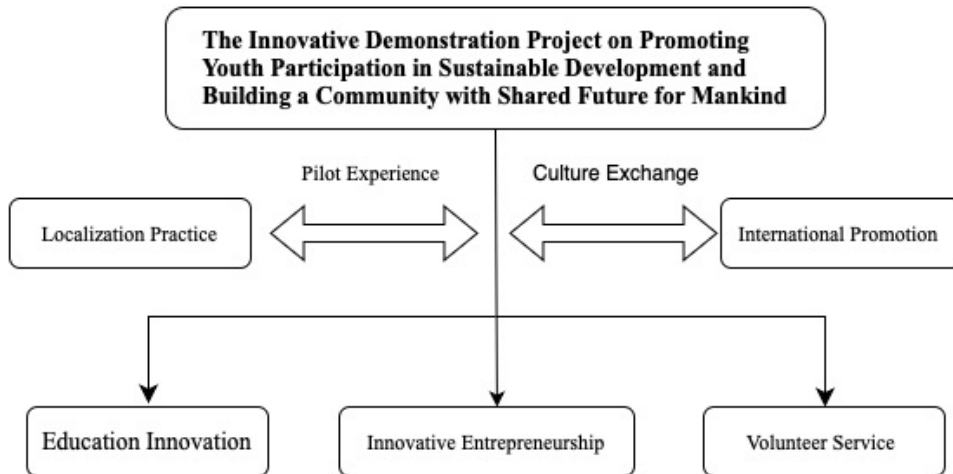 The Innovative Demonstration Project on Promoting
Youth Participation in Sustainable Development and
Building a Community with Shared Future for Mankind
Pilot Experience
Culture Exchange
Localization Practice
International Promotion
Education Innovation
Innovative Entrepreneurship
Volunteer Service